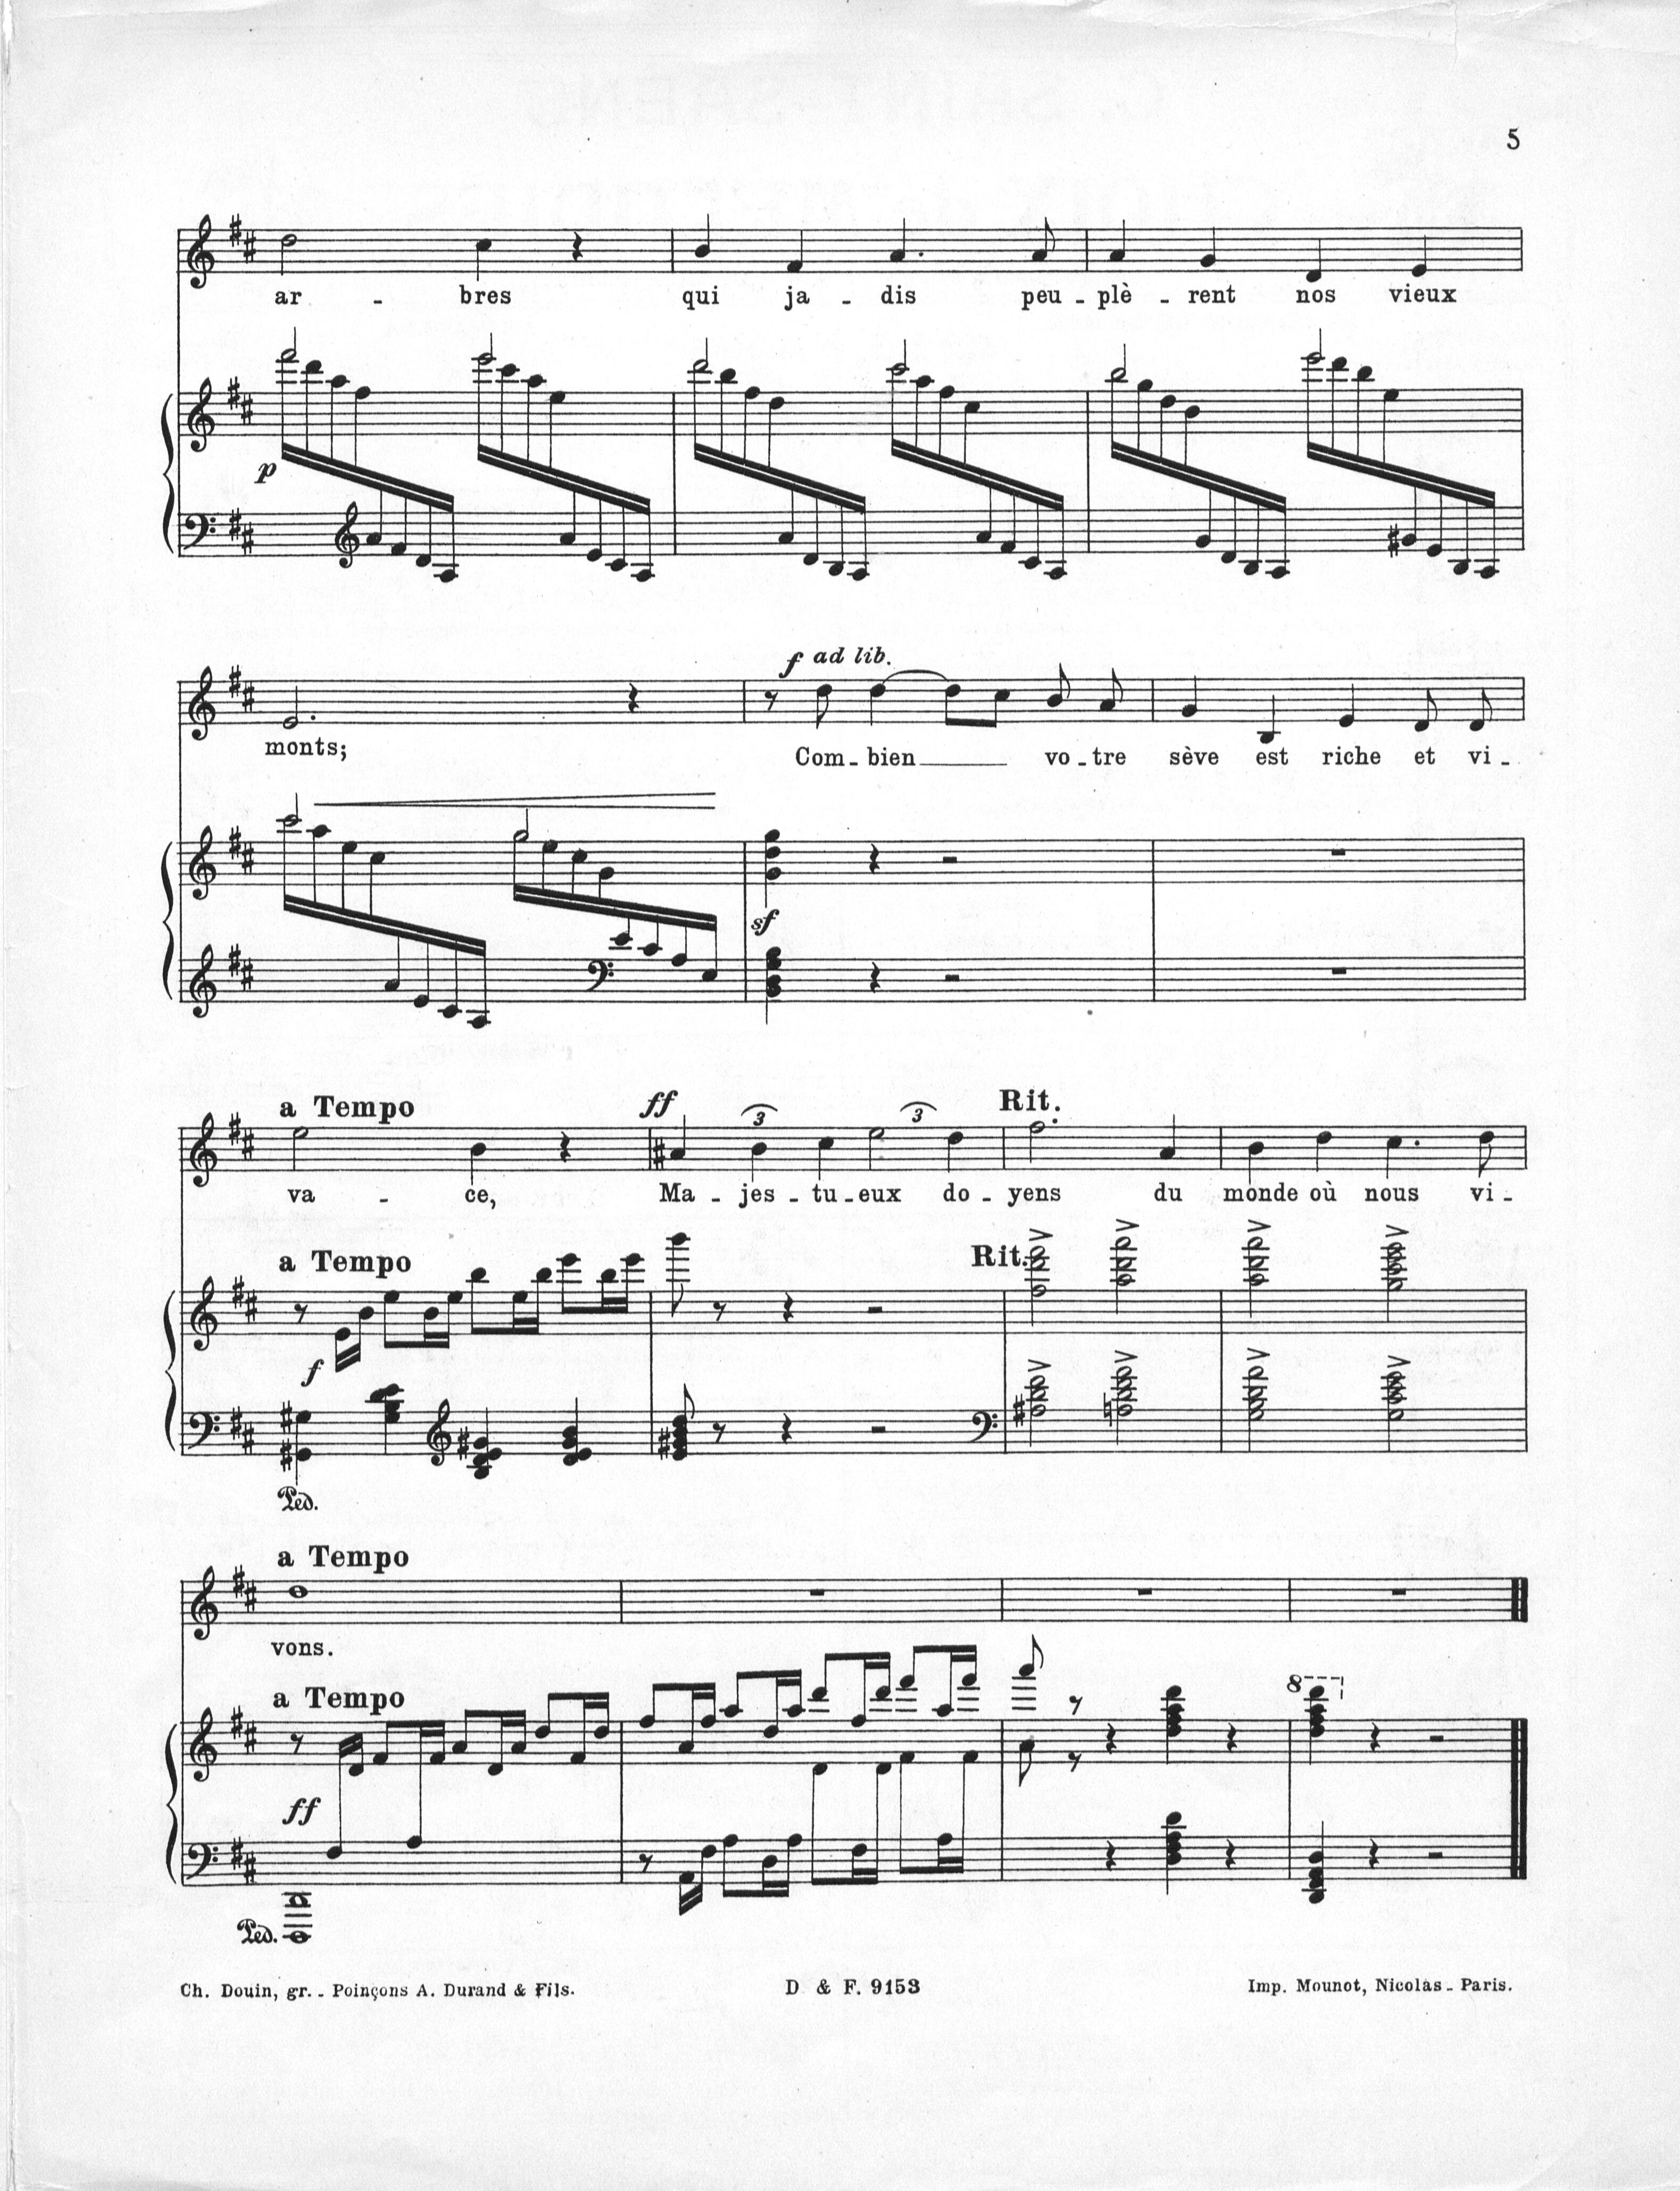 5
ar - bres qui ja - dis peu - plè - rent nos vieux
p
f ad lib.
monts; Com - bien vo - tre sève est riche et vi -
sf
a Tempo ff 3 3 Rit.
va - ce, Ma - jes - tu - eux do - yens du monde où nous vi -
a Tempo Rit.
f
Ped.
a Tempo
vons.
a Tempo 8
ff
Ped.
Ch. Douin, gr. - Poinçons A. Durand & Fils. D & F. 9153 Imp. Mounot, Nicolas - Paris.